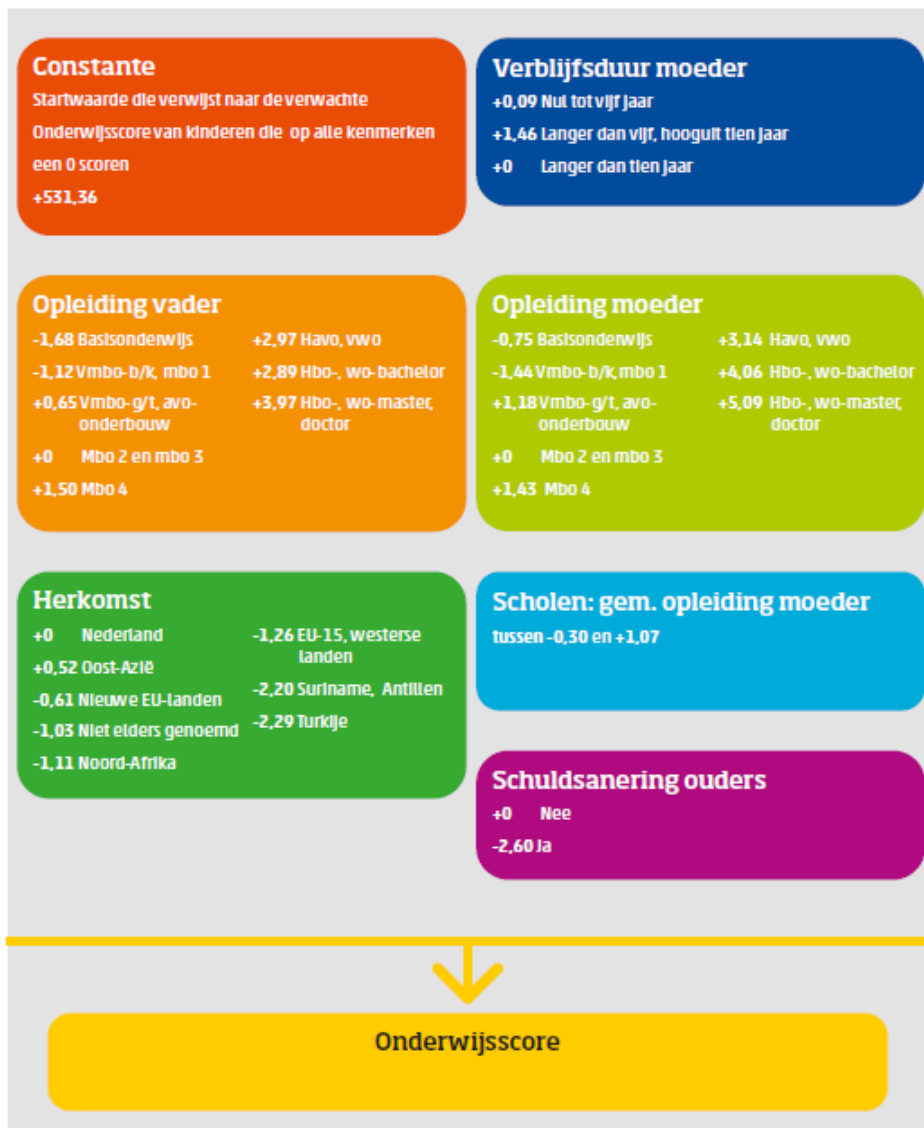 Constante
Startwaarde die verwijst naar de verwachte
Onderwijsscore van kinderen die op alle kenmerken
een 0 scoren
+531,36
Verblijfsduur moeder
+0,09 Nul tot vijf jaar
+1,46 Langer dan vijf, hooguit tien jaar
+0 Langer dan tien jaar
Opleiding vader
-1,68 Basisonderwijs
-1,12 Vmbo-b/k, mbo 1
+0,65 Vmbo-g/t, avo-
onderbouw
+0 Mbo 2 en mbo 3
+1,50 Mbo 4
+2,97 Havo, vwo
+2,89 Hbo-, wo-bachelor
+3,97 Hbo-, wo-master,
doctor
Opleiding moeder
-0,75 Basisonderwijs
-1,44 Vmbo-b/k, mbo 1
+1,18 Vmbo-g/t, avo-
onderbouw
+0 Mbo 2 en mbo 3
+1,43 Mbo 4
+3,14 Havo, vwo
+4,06 Hbo-, wo-bachelor
+5,09 Hbo-, wo-master,
doctor
Herkomst
+0 Nederland
+0,52 Oost-Azië
-0,61 Nieuwe EU-landen
-1,03 Niet elders genoemd
-1,11 Noord-Afrika
-1,26 EU-15, westerse
landen
-2,20 Suriname, Antillen
-2,29 Turkije
Scholen: gem. opleiding moeder
tussen -0,30 en +1,07
Schuldsanering ouders
+0 Nee
-2,60 Ja
Onderwijsscore